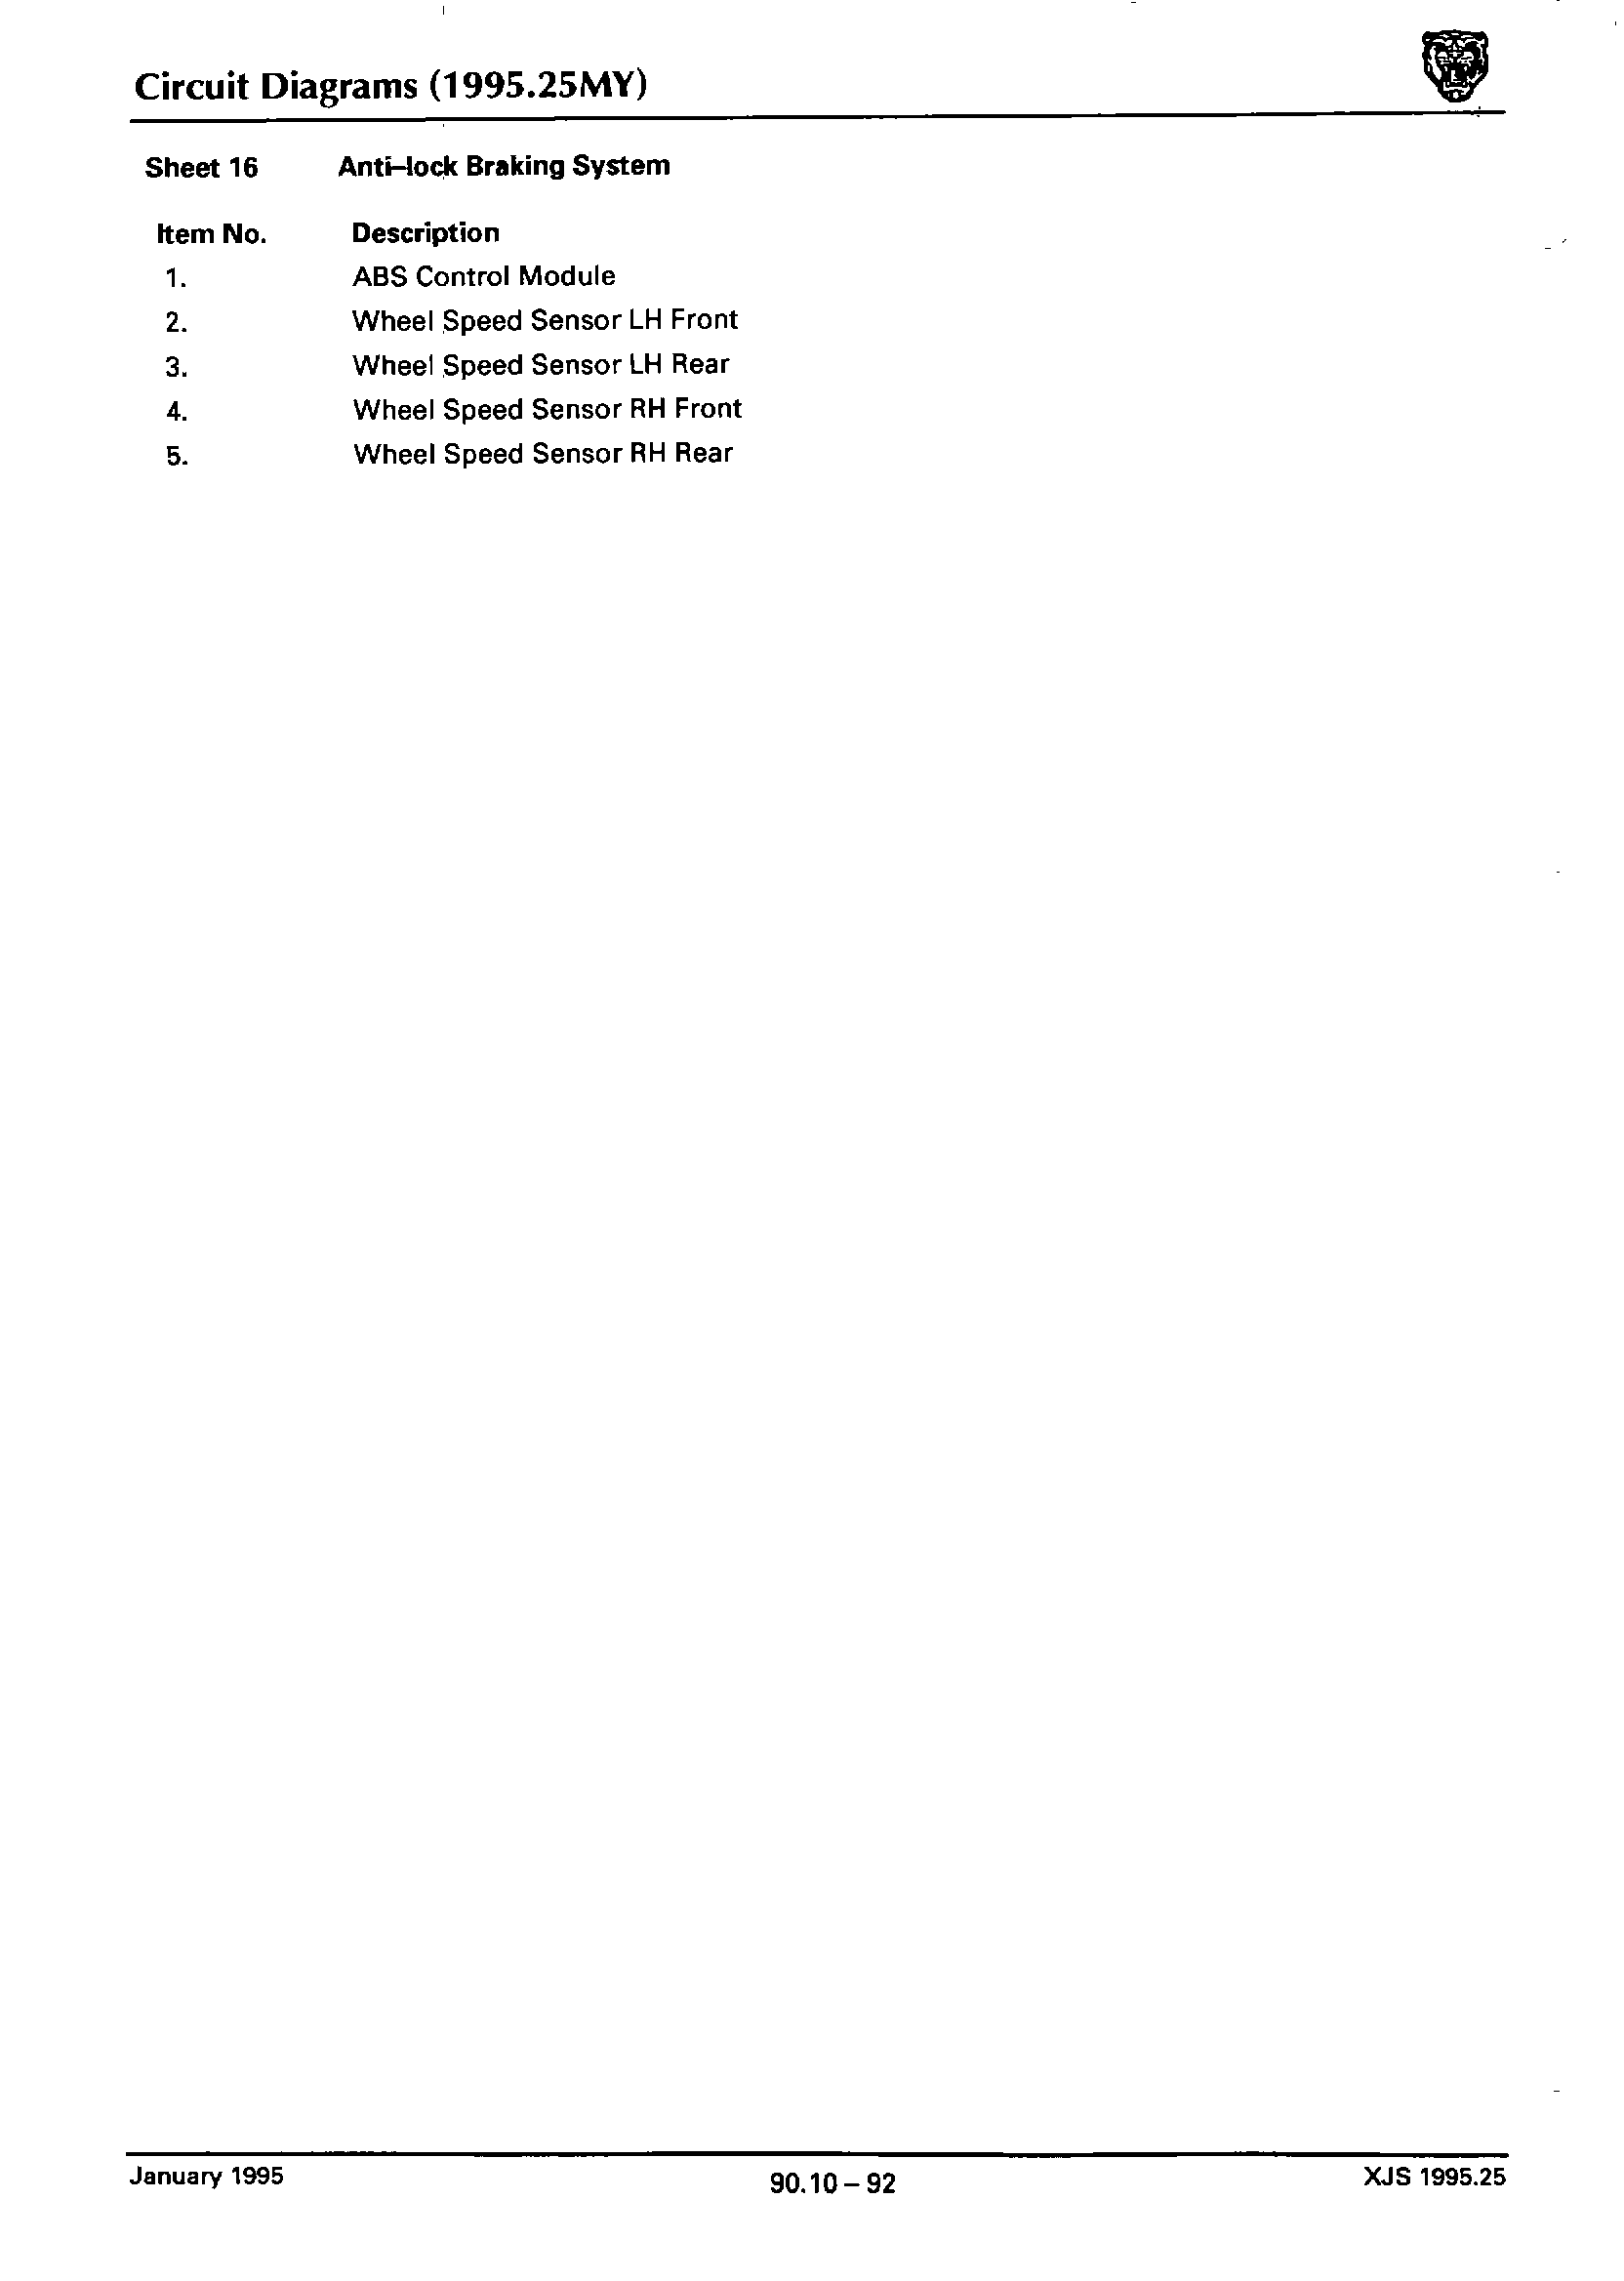 Circuit Diagrams (1995.25MY)
Sheet 16 Anti-lock Braking System
Item No. Description
1. ABS Control Module
2. Wheel Speed Sensor LH Front
3. Wheel Speed Sensor LH Rear
4. Wheel Speed Sensor RH Front
5. Wheel Speed Sensor RH Rear
January 1995 90.10 – 92 XJS 1995.25